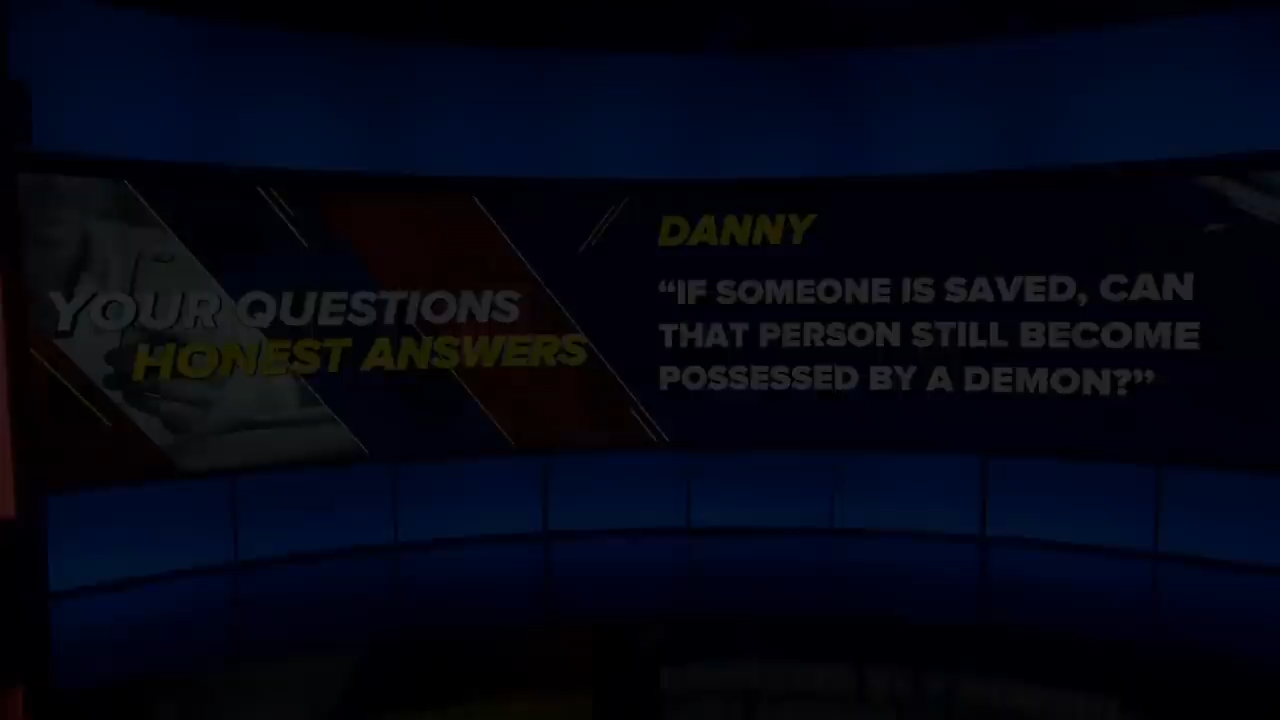 YOUR QUESTIONS
HONEST ANSWERS
DANNY
“IF SOMEONE IS SAVED, CAN
THAT PERSON STILL BECOME
POSSESSED BY A DEMON?”